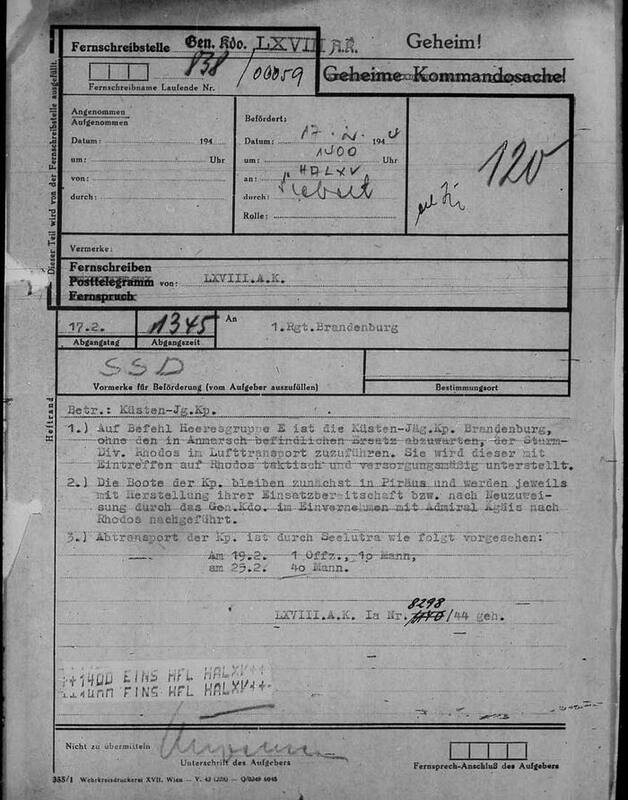 Fernschreibstelle Gen. Kdo. LXVIII A.K.
Geheim!
Geheime Kommandosache!
838 /00059
Fernschreibname Laufende Nr.
Dieser Teil wird von der Fernschreibstelle ausgefüllt.
Angenommen
Aufgenommen
Datum: 194
um: Uhr
von:
durch:
Befördert:
Datum: 17. 194
um: 1400 Uhr
an: HALXV
durch:
Rolle:
120
Vermerke:
Fernschreiben
Posttelegramm von: LXVIII.A.K.
Fernspruch
17.2.
Abgangstag
1345
Abgangszeit
An
1.Rgt.Brandenburg
SSD
Vormerke für Beförderung (vom Aufgeber auszufüllen)
Bestimmungsort
Heftrand
Betr.: Küsten-Jg.Kp.
1.) Auf Befehl Heeresgruppe E ist die Küsten-Jäg.Kp. Brandenburg,
ohne den in Anmarsch befindlichen Ersatz abzuwarten, der Sturm-
Div. Rhodos im Lufttransport zuzuführen. Sie wird dieser mit
Eintreffen auf Rhodos taktisch und versorgungsmäßig unterstellt.
2.) Die Boote der Kp. bleiben zunächst in Piräus und werden jeweils
mit Herstellung ihrer Einsatzbereitschaft bzw. nach Neuzuwei-
sung durch das Gen.Kdo. im Einvernehmen mit Admiral Ägäis nach
Rhodos nachgeführt.
3.) Abtransport der Kp. ist durch Seelutra wie folgt vorgesehen:
Am 19.2. 1 Offz., 10 Mann,
am 25.2. 40 Mann.
8298
LXVIII.A.K. Ia Nr. /44 geh.
++1400 EINS HFL HALXV++
++1400 EINS HFL HALXV++
Nicht zu übermitteln
Unterschrift des Aufgebers
Fernsprech-Anschluß des Aufgebers
355/1 Wehrkreisdruckerei XVII. Wien